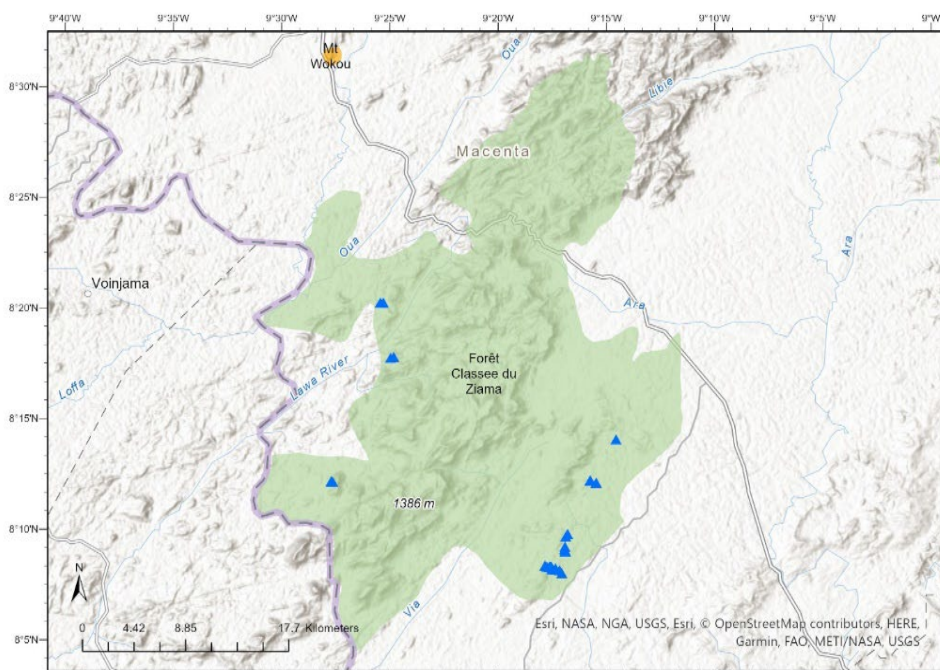 9°40'W
9°35'W
9°30'W
9°25'W
9°20'W
9°15'W
9°10'W
9°5'W
9°0'W
8°30'N
8°25'N
8°20'N
8°15'N
8°10'N
8°5'N
Mt
Wokou
Oua
Libie
Macenta
Oua
Ara
Voinjama
Ara
Loffa
Lawa River
Forêt
Classee du
Ziama
1386 m
Via
N
0 4.42 8.85 17.7 Kilometers
Esri, NASA, NGA, USGS, Esri, © OpenStreetMap contributors, HERE,
Garmin, FAO, METI/NASA, USGS